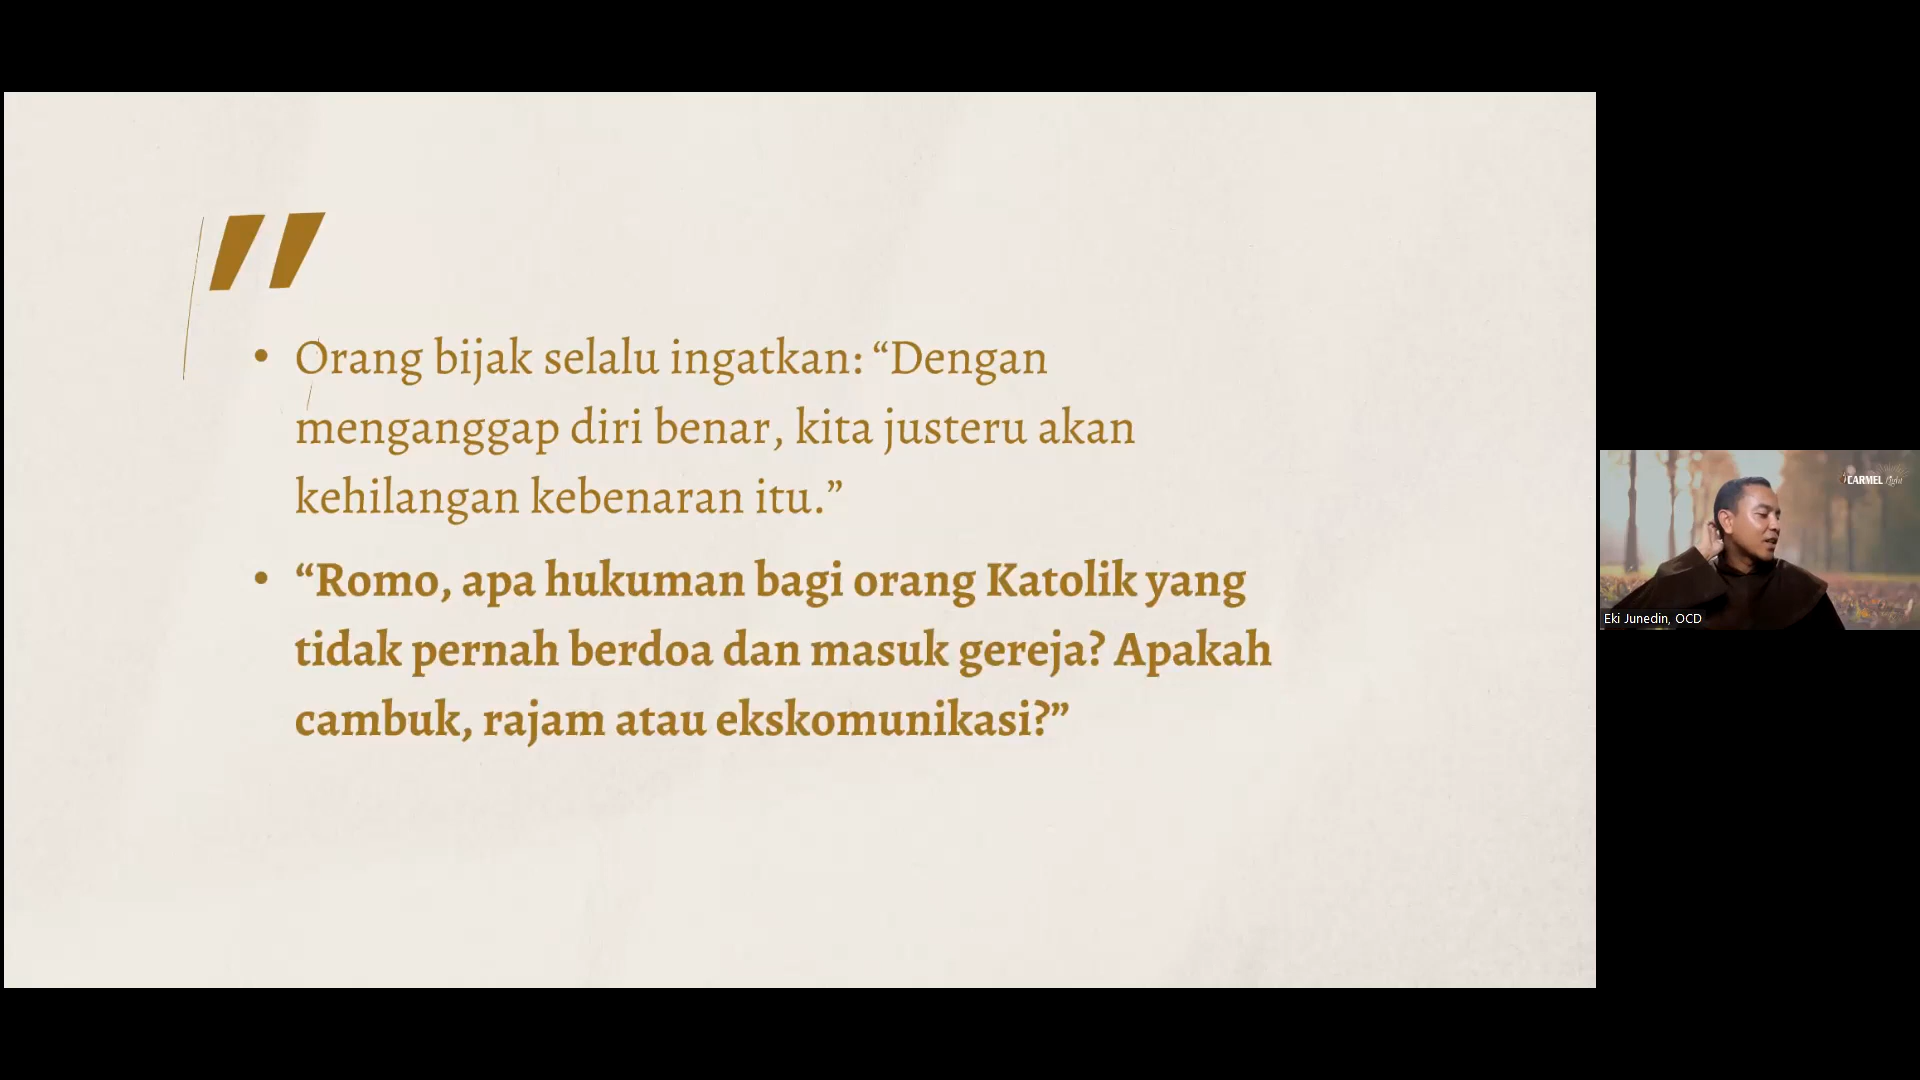 • Orang bijak selalu ingatkan: “Dengan
menganggap diri benar, kita justeru akan
kehilangan kebenaran itu.”
• “Romo, apa hukuman bagi orang Katolik yang
tidak pernah berdoa dan masuk gereja? Apakah
cambuk, rajam atau ekskomunikasi?”
CARMEL Light
Eki Junedin, OCD